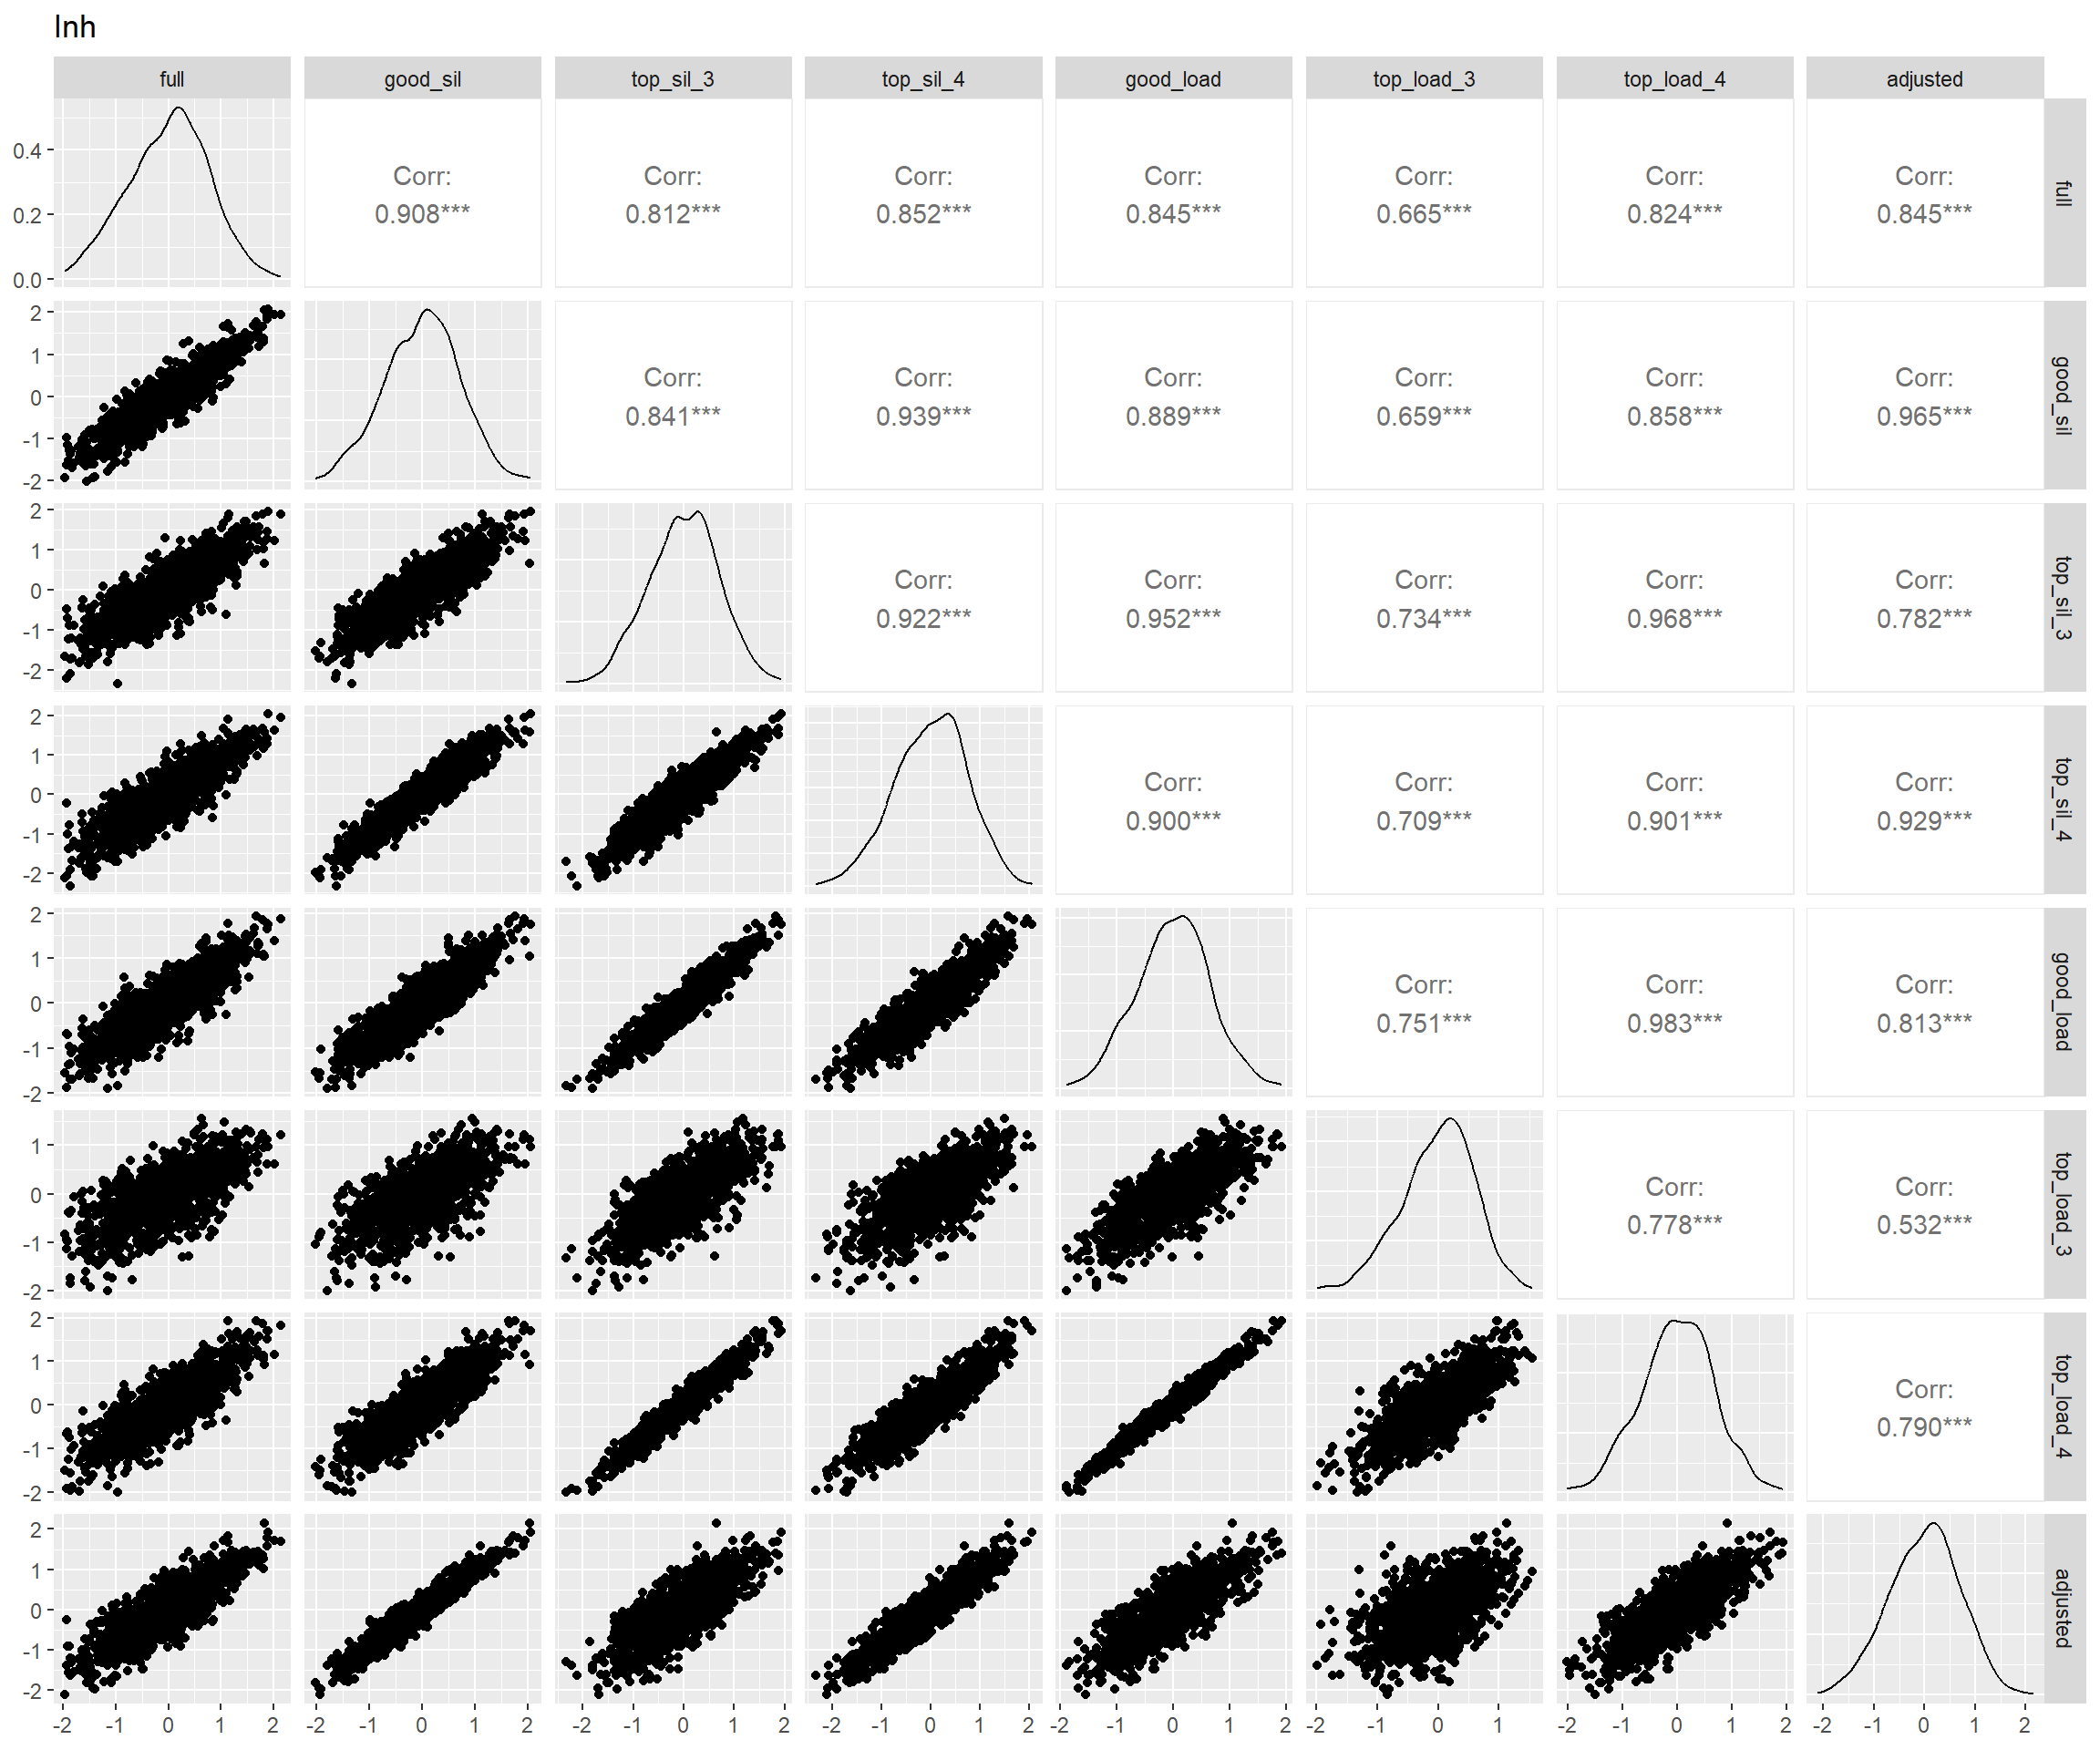 Inh
full good_sil top_sil_3 top_sil_4 good_load top_load_3 top_load_4 adjusted
0.4
0.2
0.0
Corr: Corr: Corr: Corr: Corr: Corr: Corr:
0.908*** 0.812*** 0.852*** 0.845*** 0.665*** 0.824*** 0.845***
full
2
1
0
-1
-2
Corr: Corr: Corr: Corr: Corr: Corr:
0.841*** 0.939*** 0.889*** 0.659*** 0.858*** 0.965***
good_sil
2
1
0
-1
-2
Corr: Corr: Corr: Corr: Corr:
0.922*** 0.952*** 0.734*** 0.968*** 0.782***
top_sil_3
2
1
0
-1
-2
Corr: Corr: Corr: Corr:
0.900*** 0.709*** 0.901*** 0.929***
top_sil_4
2
1
0
-1
-2
Corr: Corr: Corr:
0.751*** 0.983*** 0.813***
good_load
1
0
-1
-2
Corr: Corr:
0.778*** 0.532***
top_load_3
2
1
0
-1
-2
Corr:
0.790***
top_load_4
2
1
0
-1
-2
adjusted
-2 -1 0 1 2 -2 -1 0 1 2 -2 -1 0 1 2 -2 -1 0 1 2 -2 -1 0 1 2 -2 -1 0 1 -2 -1 0 1 2 -2 -1 0 1 2